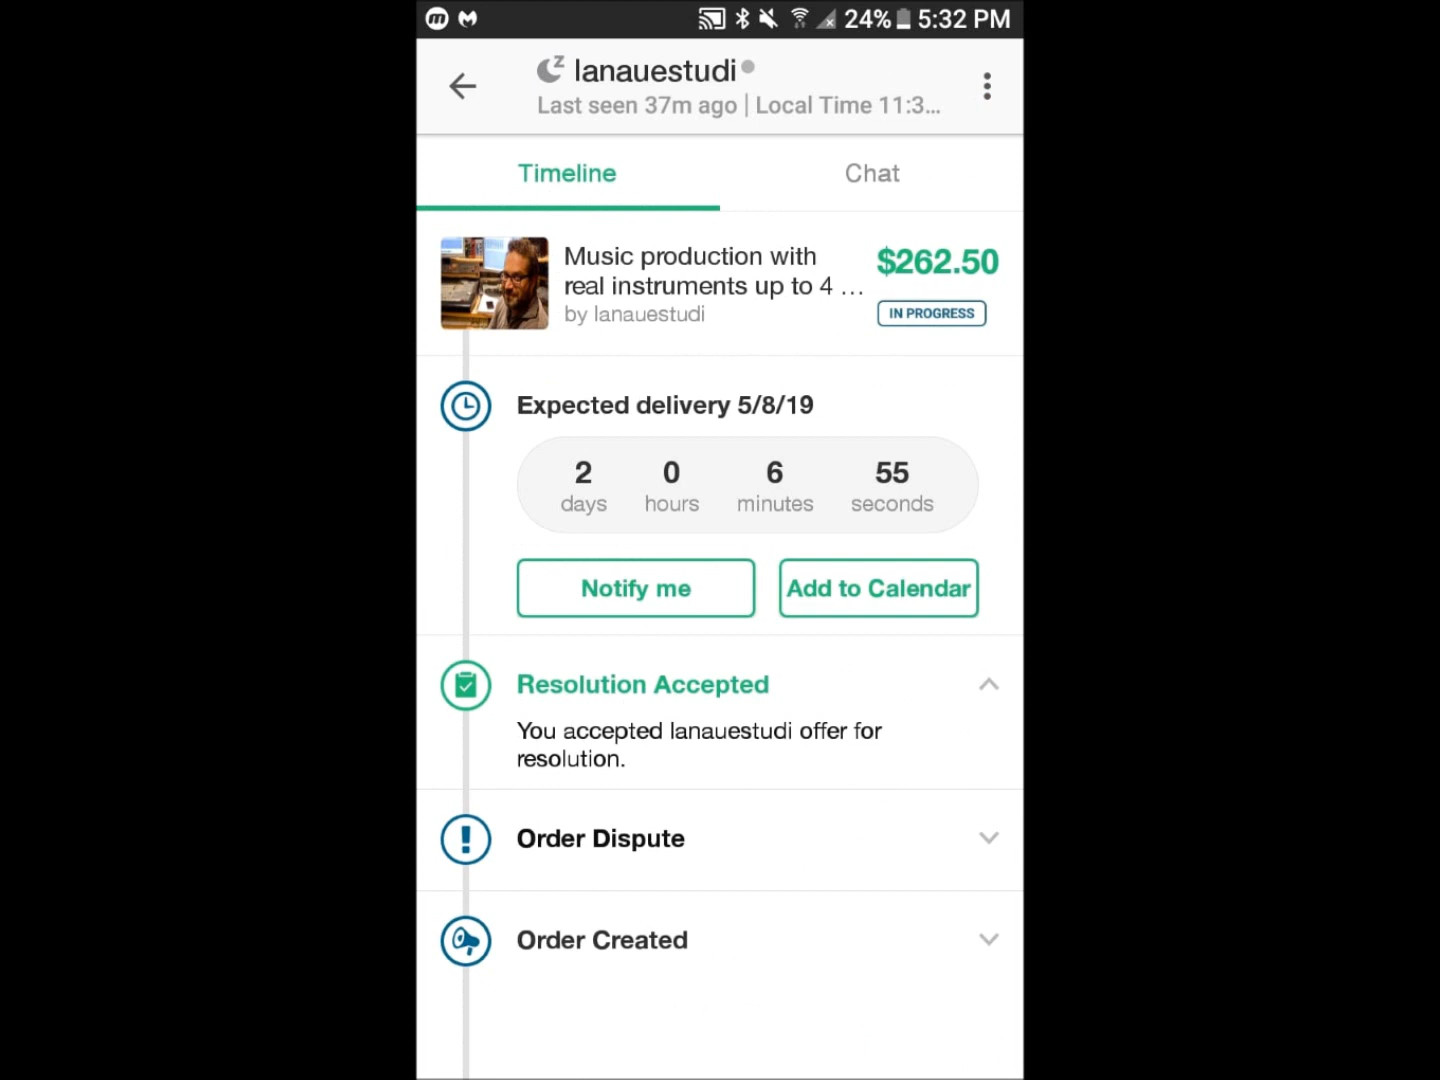 24% 5:32 PM
lanauestudi
Last seen 37m ago | Local Time 11:3...
Timeline
Chat
Music production with
real instruments up to 4 ...
by lanauestudi
$262.50
IN PROGRESS
Expected delivery 5/8/19
2 0 6 55
days hours minutes seconds
Notify me
Add to Calendar
Resolution Accepted
You accepted lanauestudi offer for
resolution.
Order Dispute
Order Created